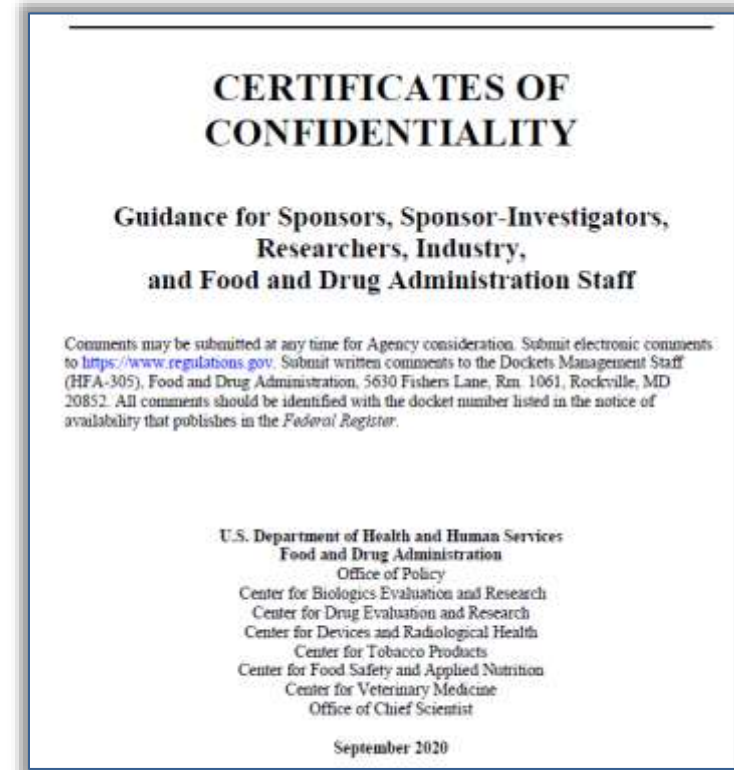 CERTIFICATES OF
CONFIDENTIALITY
Guidance for Sponsors, Sponsor-Investigators,
Researchers, Industry,
and Food and Drug Administration Staff
Comments may be submitted at any time for Agency consideration. Submit electronic comments
to https://www.regulations.gov. Submit written comments to the Dockets Management Staff
(HFA-305), Food and Drug Administration, 5630 Fishers Lane, Rm. 1061, Rockville, MD
20852. All comments should be identified with the docket number listed in the notice of
availability that publishes in the Federal Register.
U.S. Department of Health and Human Services
Food and Drug Administration
Office of Policy
Center for Biologics Evaluation and Research
Center for Drug Evaluation and Research
Center for Devices and Radiological Health
Center for Tobacco Products
Center for Food Safety and Applied Nutrition
Center for Veterinary Medicine
Office of Chief Scientist
September 2020